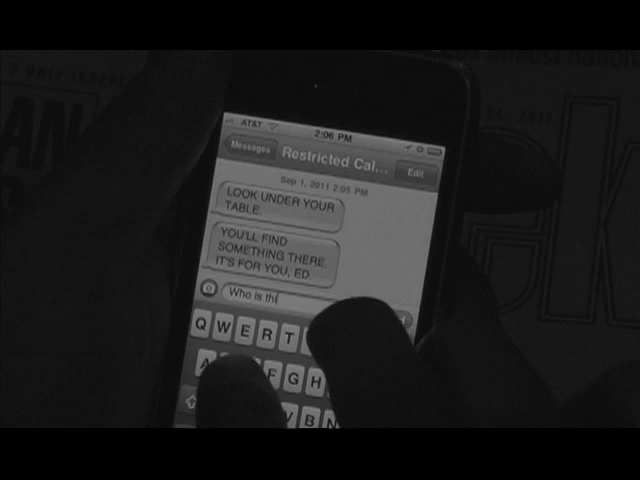 AT&T 2:06 PM
Messages Restricted Cal... Edit
Sep 1, 2011 2:05 PM
LOOK UNDER YOUR
TABLE.
YOU'LL FIND
SOMETHING THERE.
IT'S FOR YOU, ED.
Who is thi
Q W E R T
A F G H
V B N